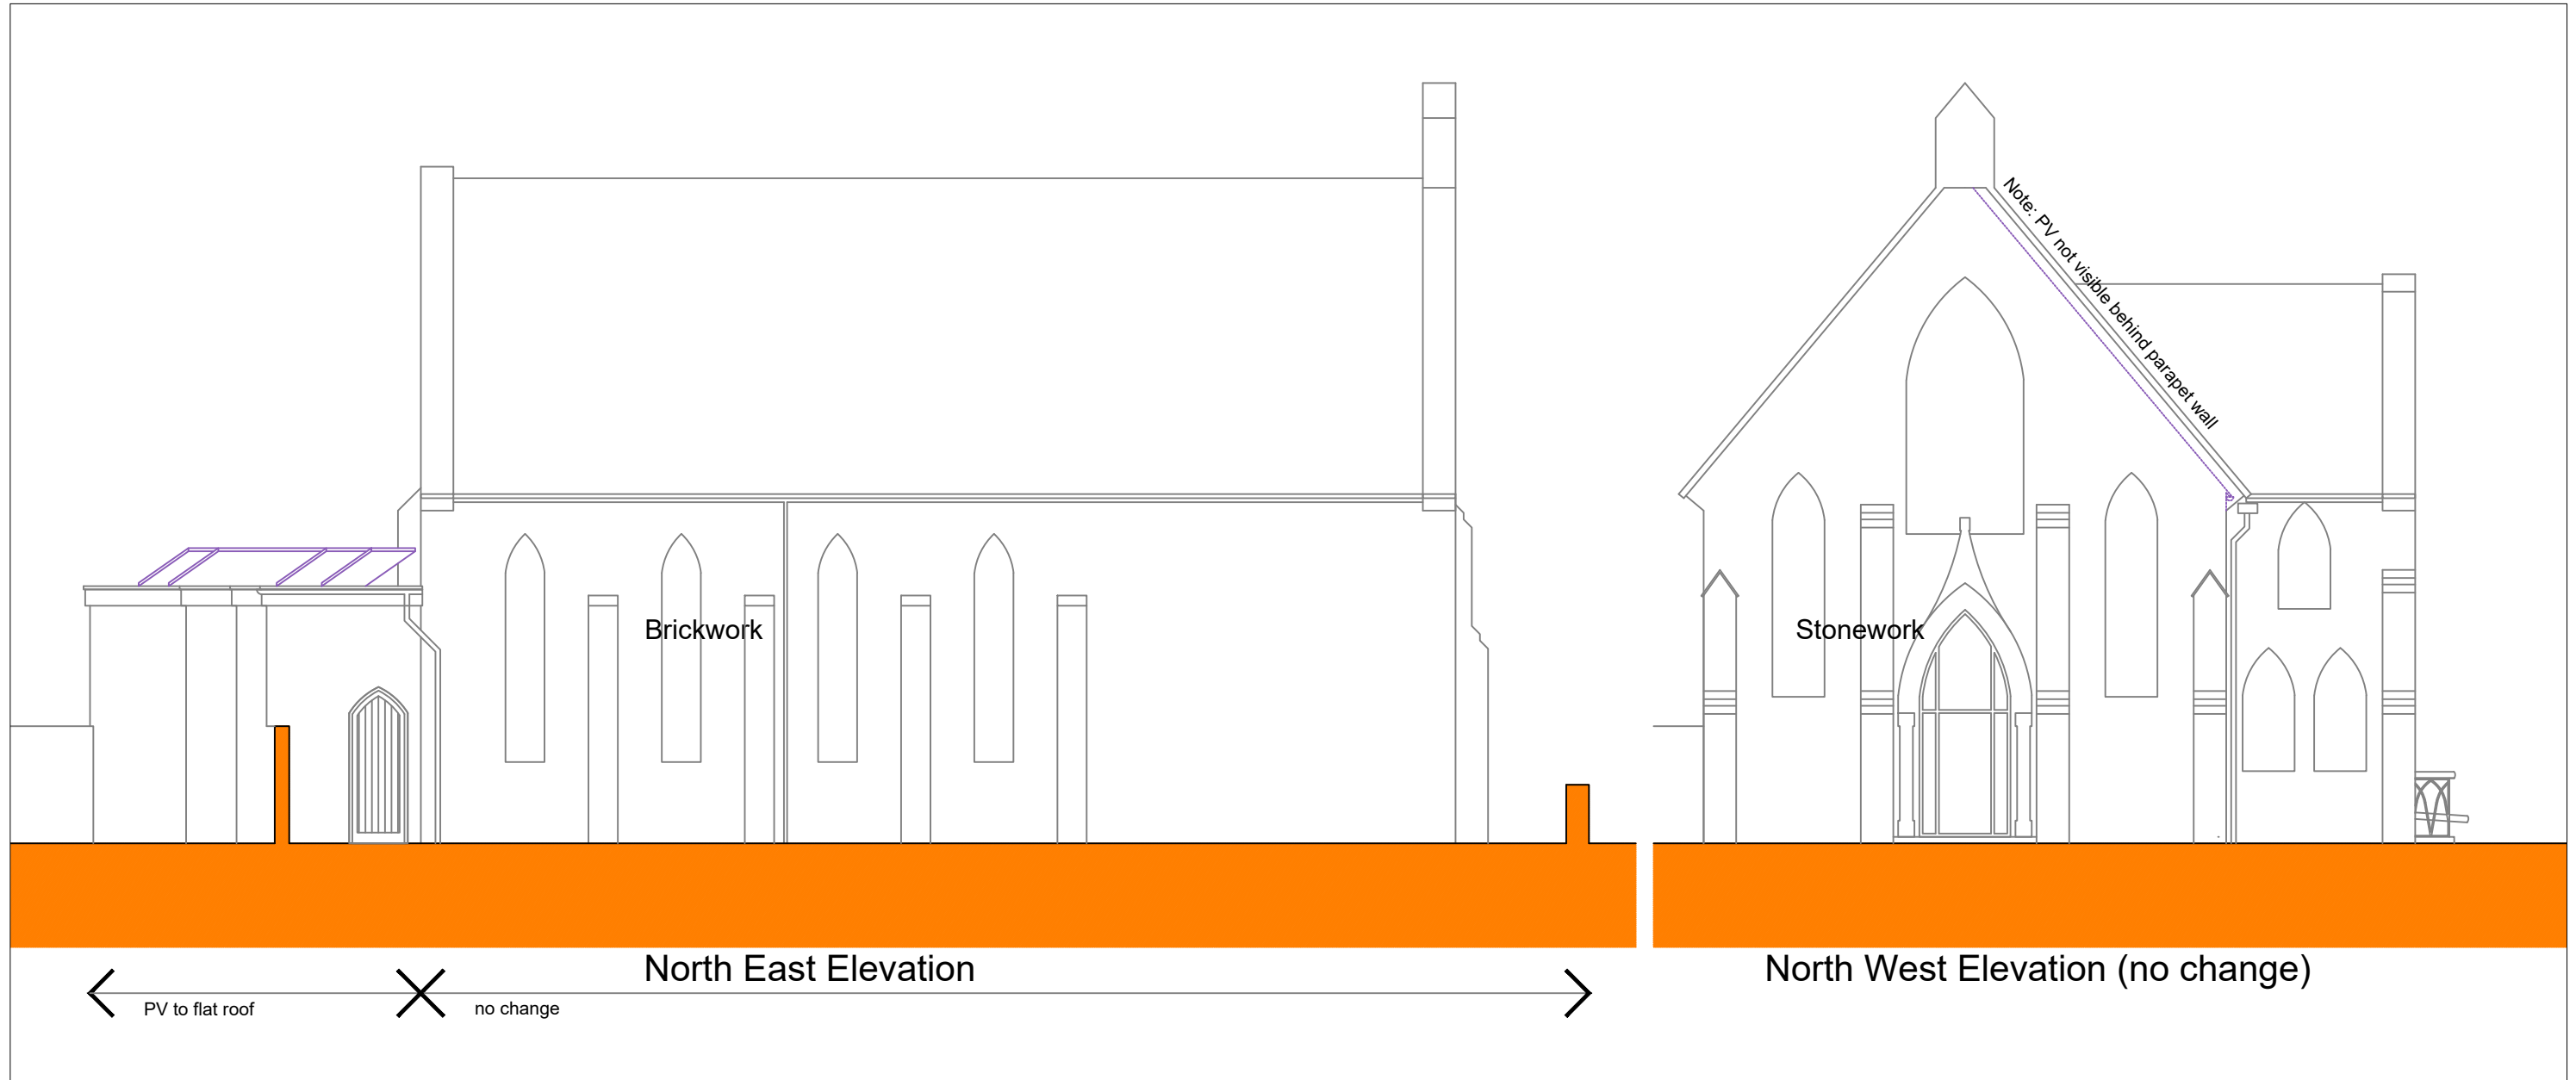 Note: PV not visible behind parapet wall
Brickwork
Stonework
North East Elevation
North West Elevation (no change)
PV to flat roof
no change